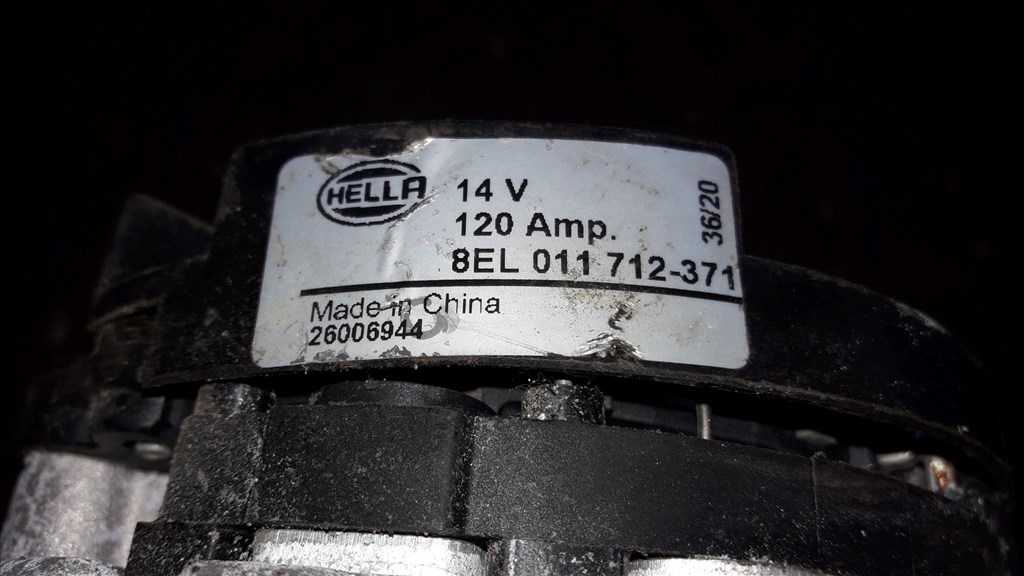 HELLA
14 V
120 Amp.
8EL 011 712-371
36/20
Made in China
26006944